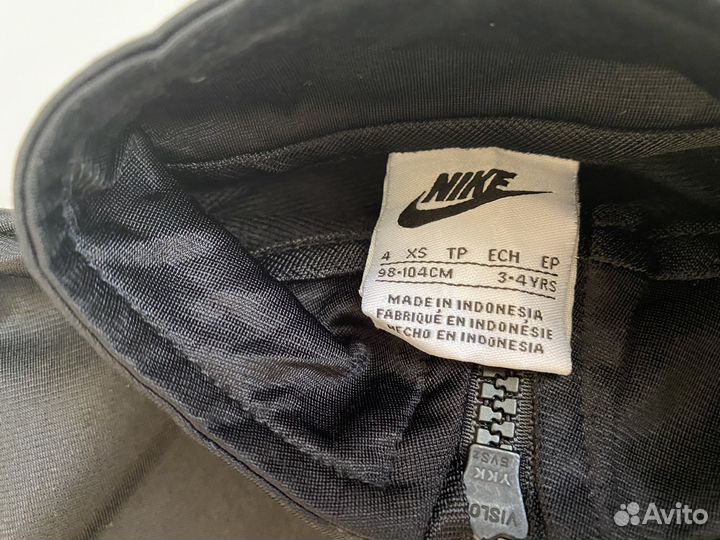 NIKE
4 XS TP ECH EP
98-104CM 3-4YRS
MADE IN INDONESIA
FABRIQUÉ EN INDONÉSIE
HECHO EN INDONESIA
YKK
VISLO
Avito